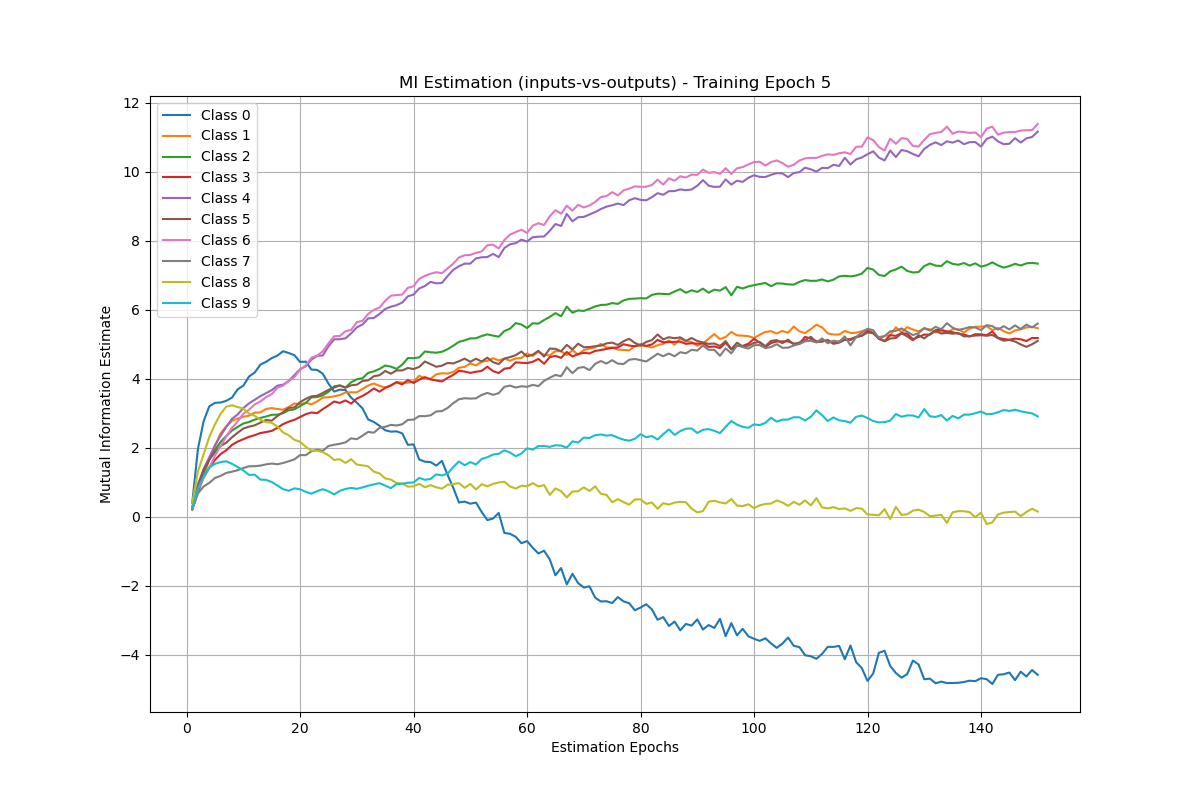 MI Estimation (inputs-vs-outputs) - Training Epoch 5
Mutual Information Estimate
12
10
8
6
4
2
0
−2
−4
Class 0
Class 1
Class 2
Class 3
Class 4
Class 5
Class 6
Class 7
Class 8
Class 9
0 20 40 60 80 100 120 140
Estimation Epochs